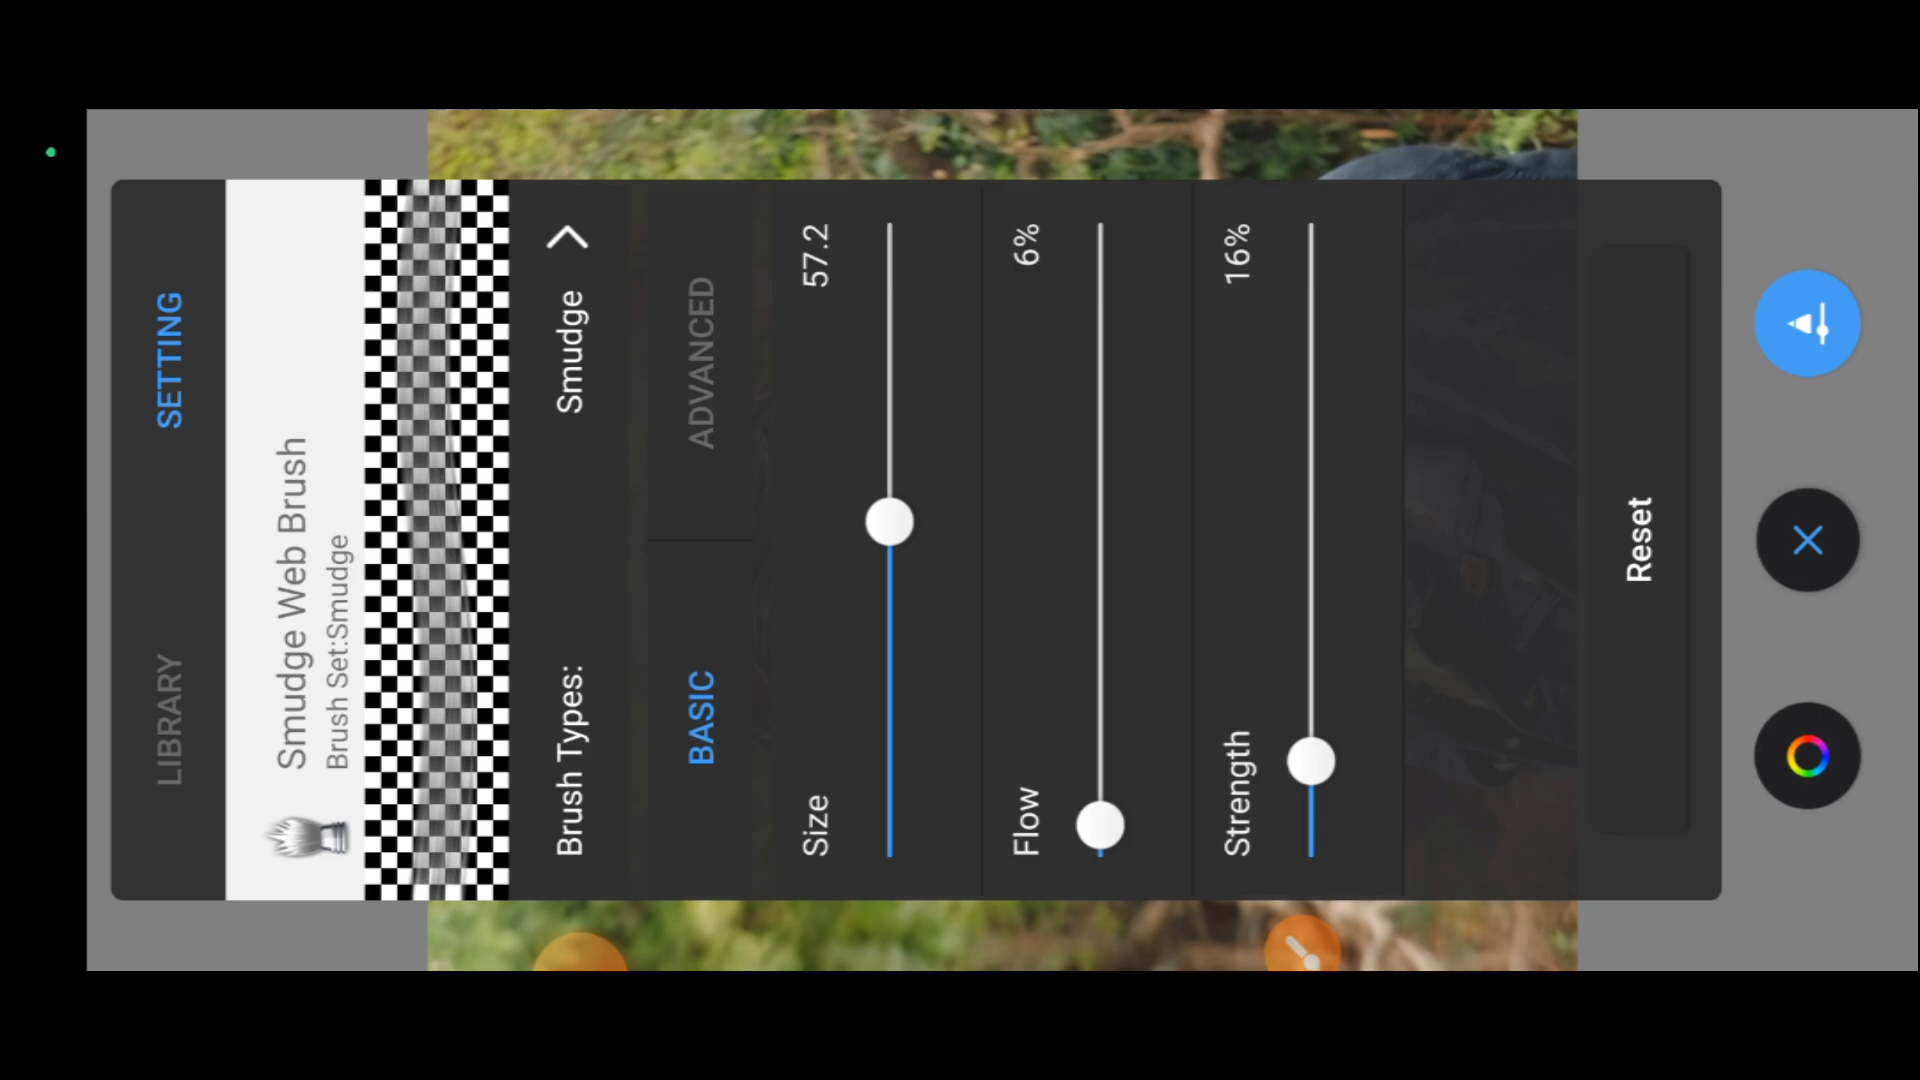 LIBRARY SETTING
Smudge Web Brush
Brush Set:Smudge
Brush Types: Smudge
BASIC ADVANCED
Size 57.2
Flow 6%
Strength 16%
Reset